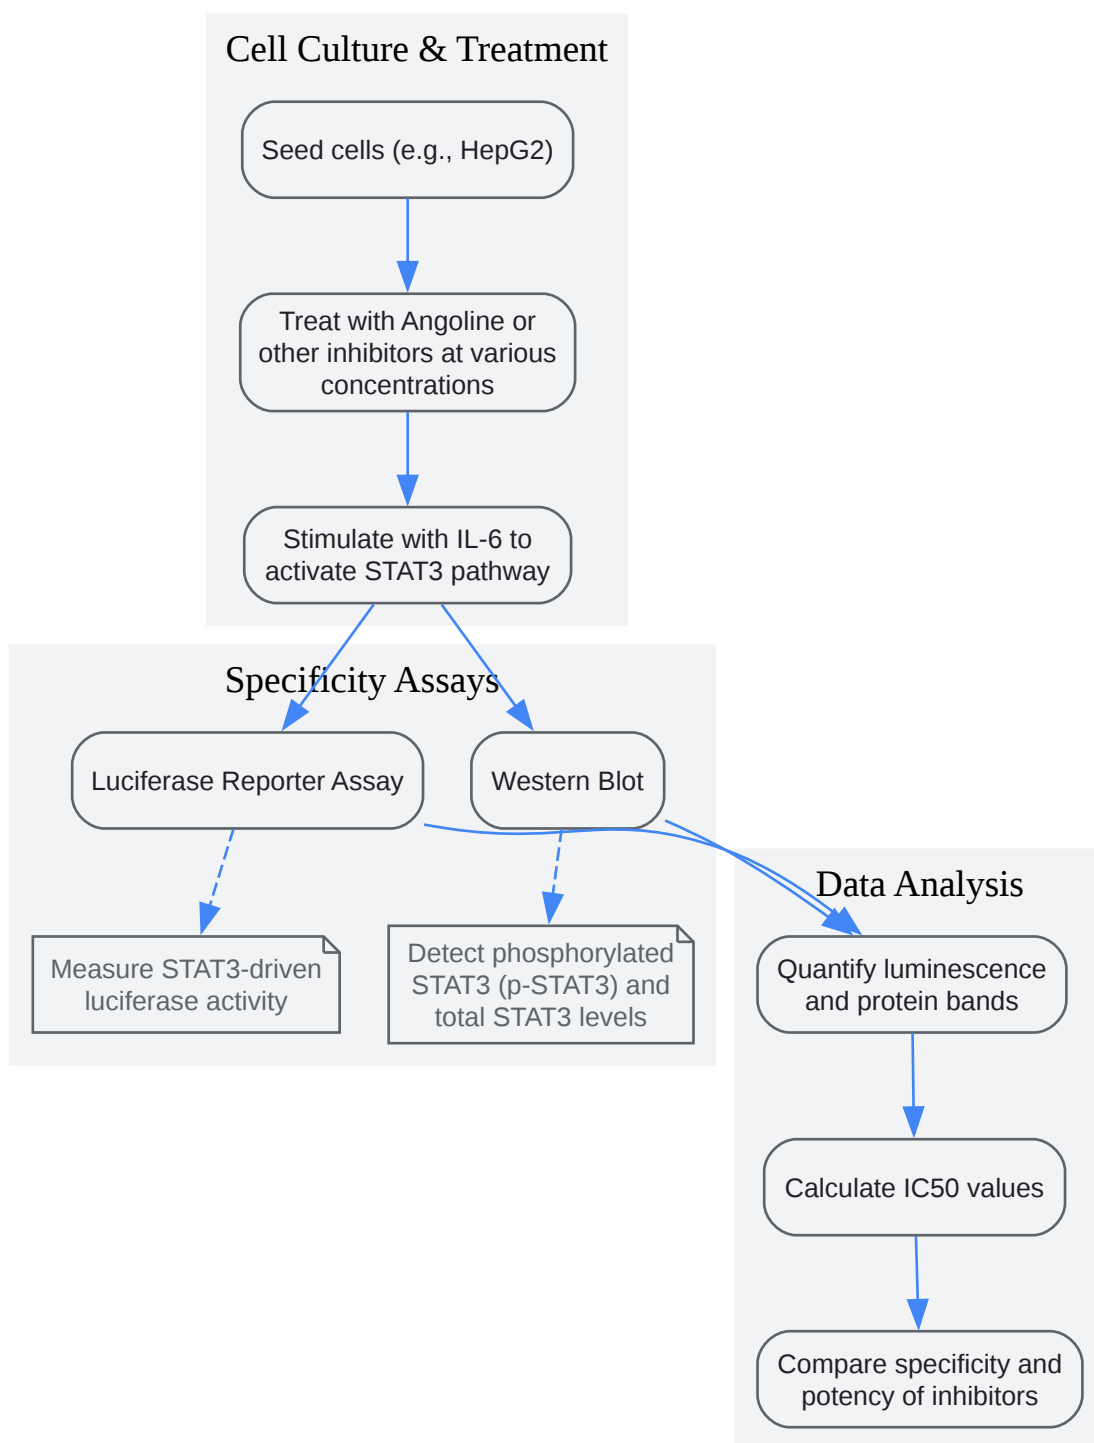 Cell Culture & Treatment
Seed cells (e.g., HepG2)
Treat with Angoline or
other inhibitors at various
concentrations
Stimulate with IL-6 to
activate STAT3 pathway
Specificity Assays
Luciferase Reporter Assay
Western Blot
Measure STAT3-driven
luciferase activity
Detect phosphorylated
STAT3 (p-STAT3) and
total STAT3 levels
Data Analysis
Quantify luminescence
and protein bands
Calculate IC50 values
Compare specificity and
potency of inhibitors